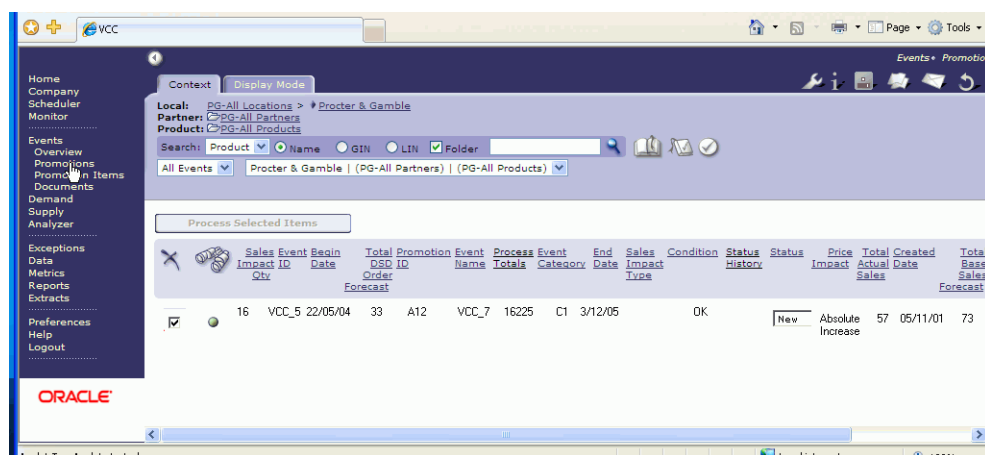 VCC
Page
Tools
Events• Promotio
Home
Company
Scheduler
Monitor
Events
Overview
Promotions
Promotion Items
Documents
Demand
Supply
Analyzer
Exceptions
Data
Metrics
Reports
Extracts
Preferences
Help
Logout
ORACLE
Context Display Mode
Local: PG-All Locations > Procter & Gamble
Partner: PG-All Partners
Product: PG-All Products
Search: Product Name GIN LIN Folder
All Events Procter & Gamble | (PG-All Partners) | (PG-All Products)
Process Selected Items
Sales Event Begin Total Promotion Event Process Event End Sales Condition Status Status Price Total Created Tota
Impact ID Date DSD ID Name Totals Category Date Impact History Impact Actual Date Base
Qty Order Type Sales Sales
Forecast Forecast
16 VCC_5 22/05/04 33 A12 VCC_7 16225 C1 3/12/05 OK New Absolute 57 05/11/01 73
Increase